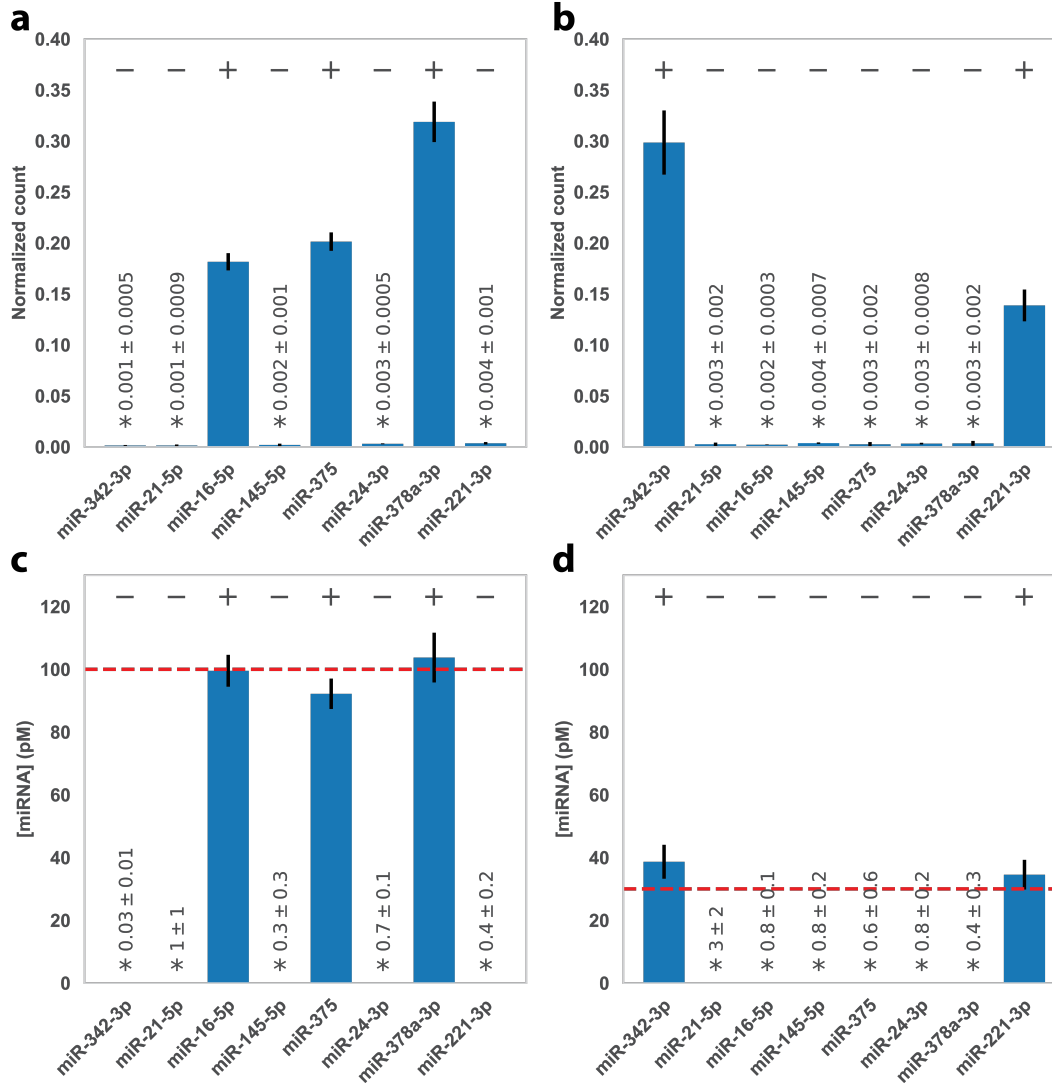 a
0.40
0.35
0.30
0.25
0.20
0.15
0.10
0.05
0.00
Normalized count
− − + − + − + −
* 0.001 ± 0.0005
* 0.001 ± 0.0009
* 0.002 ± 0.001
* 0.003 ± 0.0005
* 0.004 ± 0.001
miR-342-3p
miR-21-5p
miR-16-5p
miR-145-5p
miR-375
miR-24-3p
miR-378a-3p
miR-221-3p
b
0.40
0.35
0.30
0.25
0.20
0.15
0.10
0.05
0.00
Normalized count
+ − − − − − − +
* 0.003 ± 0.002
* 0.002 ± 0.0003
* 0.004 ± 0.0007
* 0.003 ± 0.002
* 0.003 ± 0.0008
* 0.003 ± 0.002
miR-342-3p
miR-21-5p
miR-16-5p
miR-145-5p
miR-375
miR-24-3p
miR-378a-3p
miR-221-3p
c
120
100
80
60
40
20
0
[miRNA] (pM)
− − + − + − + −
* 0.03 ± 0.01
* 1 ± 1
* 0.3 ± 0.3
* 0.7 ± 0.1
* 0.4 ± 0.2
miR-342-3p
miR-21-5p
miR-16-5p
miR-145-5p
miR-375
miR-24-3p
miR-378a-3p
miR-221-3p
d
120
100
80
60
40
20
0
[miRNA] (pM)
+ − − − − − − +
* 3 ± 2
* 0.8 ± 0.1
* 0.8 ± 0.2
* 0.6 ± 0.6
* 0.8 ± 0.2
* 0.4 ± 0.3
miR-342-3p
miR-21-5p
miR-16-5p
miR-145-5p
miR-375
miR-24-3p
miR-378a-3p
miR-221-3p